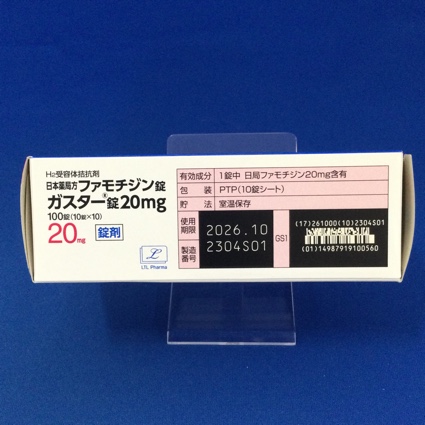 H₂受容体拮抗剤
日本薬局方 ファモチジン錠
ガスター®錠20mg
100錠(10錠×10)
20mg 錠剤
LTL Pharma
有効成分 1錠中 日局ファモチジン20mg含有
包装 PTP(10錠シート)
貯法 室温保存
使用期限 2026.10
製造番号 2304S01
GS1
(17)261000(10)2304S01
(01)14987919100560